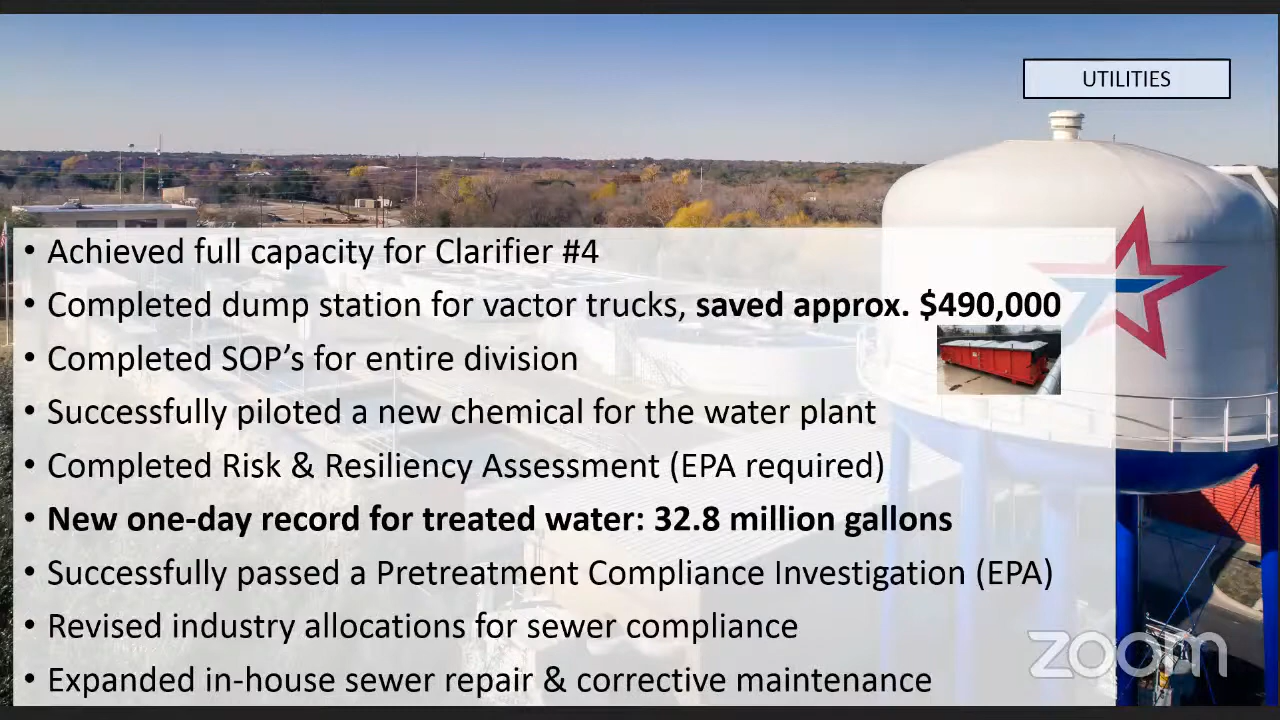 UTILITIES
• Achieved full capacity for Clarifier #4
• Completed dump station for vactor trucks, saved approx. $490,000
• Completed SOP’s for entire division
• Successfully piloted a new chemical for the water plant
• Completed Risk & Resiliency Assessment (EPA required)
• New one-day record for treated water: 32.8 million gallons
• Successfully passed a Pretreatment Compliance Investigation (EPA)
• Revised industry allocations for sewer compliance
• Expanded in-house sewer repair & corrective maintenance
zoom